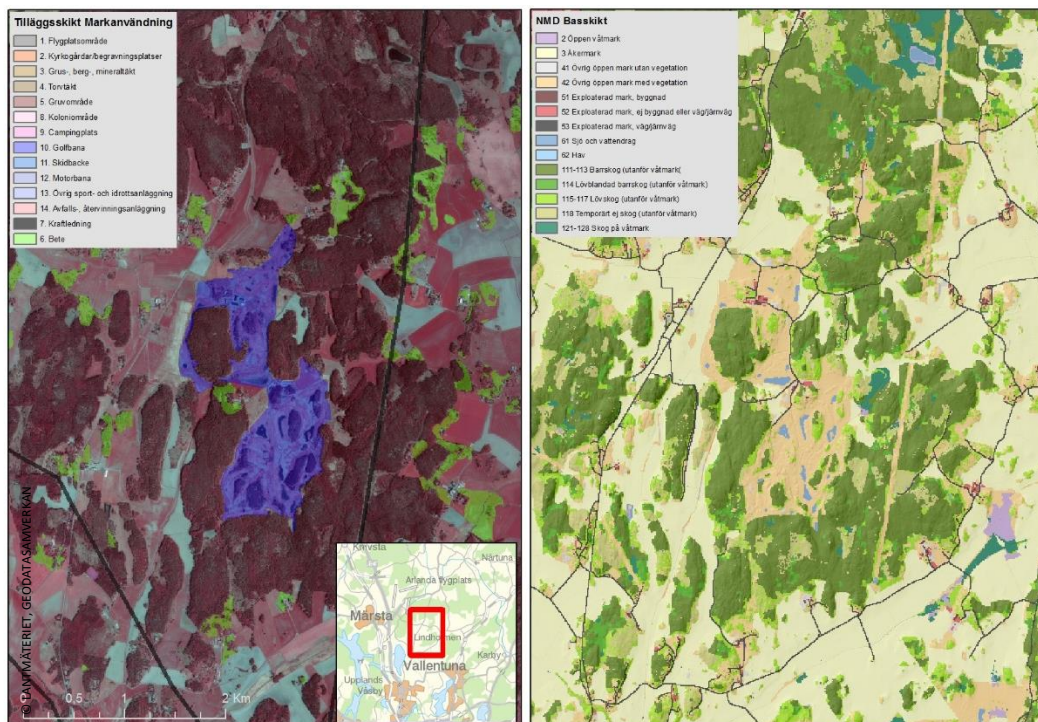 Tilläggsskikt Markanvändning
1. Flygplatsområde
2. Kyrkogårdar/begravningsplatser
3. Grus-, berg-, mineraltäkt
4. Torvtäkt
5. Gruvområde
8. Koloniområde
9. Campingplats
10. Golfbana
11. Skidbacke
12. Motorbana
13. Övrig sport- och idrottsanläggning
14. Avfalls-, återvinningsanläggning
7. Kraftledning
6. Bete
© LANTMÄTERIET, GEODATASAMVERKAN
0,5 1 2 Km
Knivsta
Närtuna
Arlanda flygplats
Märsta
Lindholmen
Karby
Vallentuna
Upplands
Väsby
NMD Basskikt
2 Öppen våtmark
3 Åkermark
41 Övrig öppen mark utan vegetation
42 Övrig öppen mark med vegetation
51 Exploaterad mark, byggnad
52 Exploaterad mark, ej byggnad eller väg/järnväg
53 Exploaterad mark, väg/järnväg
61 Sjö och vattendrag
62 Hav
111-113 Barrskog (utanför våtmark(
114 Lövblandad barrskog (utanför våtmark)
115-117 Lövskog (utanför våtmark)
118 Temporärt ej skog (utanför våtmark)
121-128 Skog på våtmark